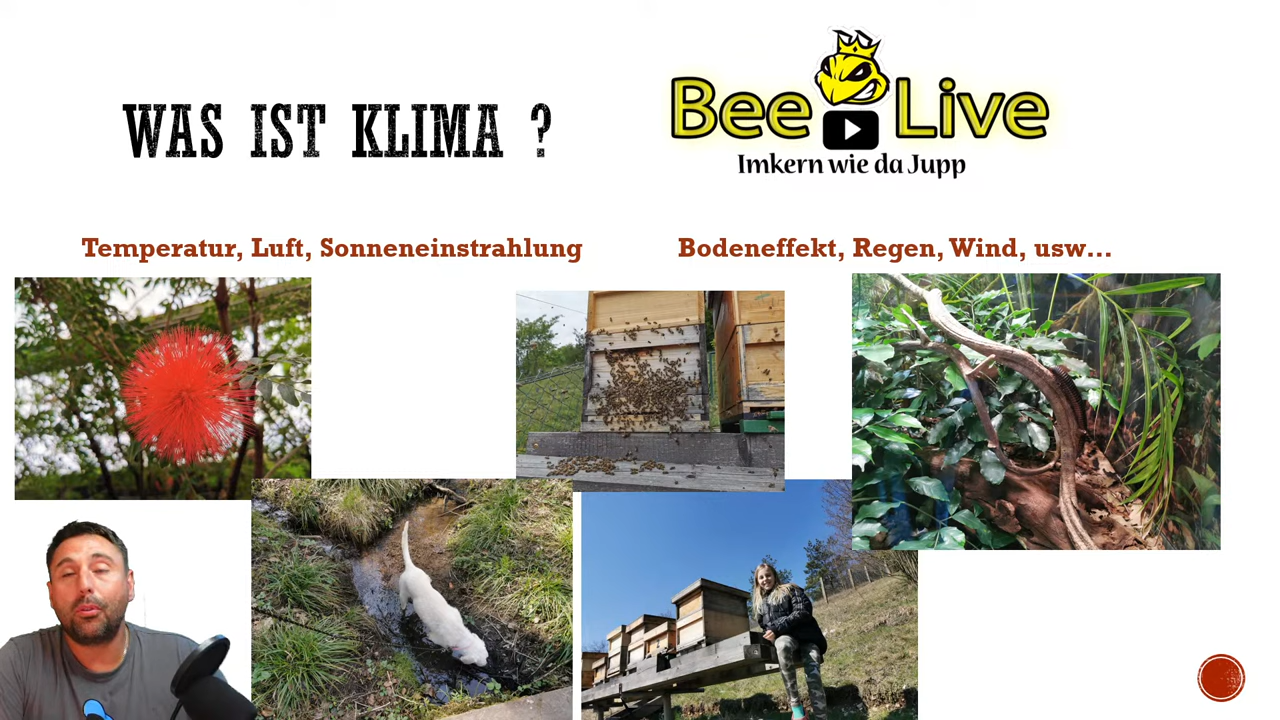 WAS IST KLIMA ?
Bee Live
Imkern wie da Jupp
Temperatur, Luft, Sonneneinstrahlung
Bodeneffekt, Regen, Wind, usw...